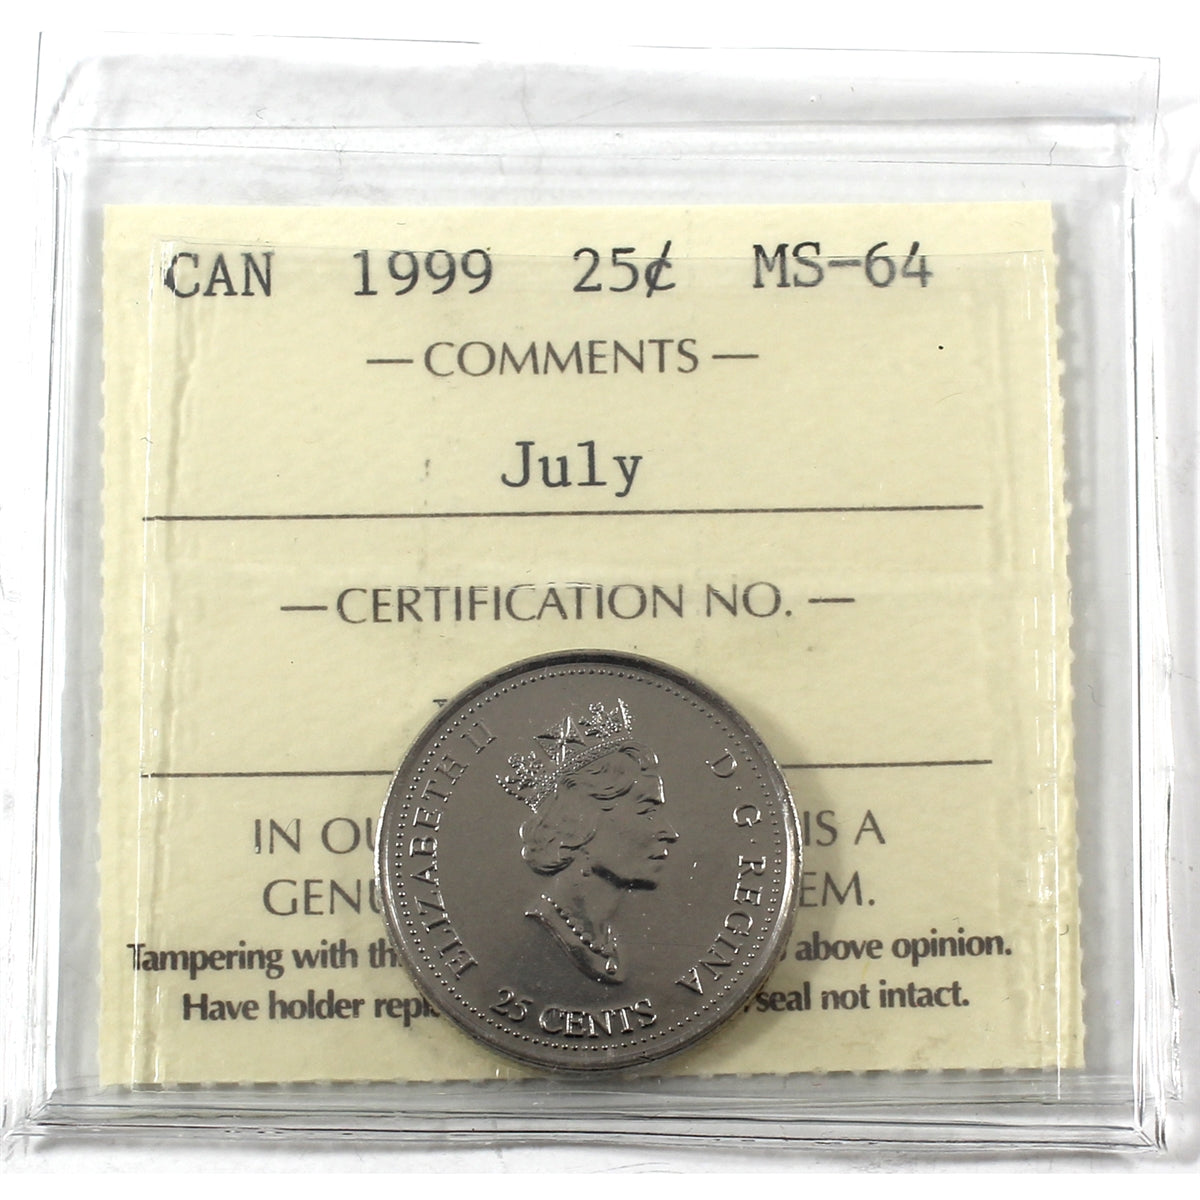 CAN 1999 25¢ MS-64
— COMMENTS —
July
— CERTIFICATION NO. —
IN OU IS A
GENU EM.
Tampering with th above opinion.
Have holder repl seal not intact.
ELIZABETH II D·G·REGINA
25 CENTS